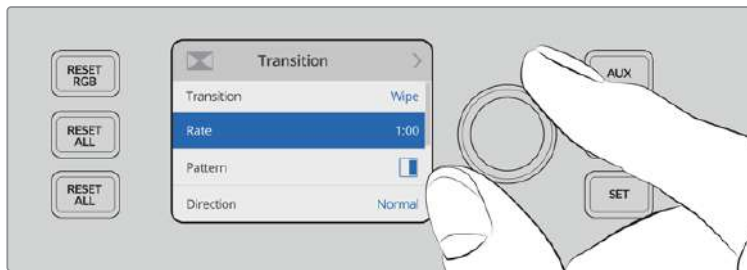 RESET RGB
RESET ALL
RESET ALL
Transition
Transition Wipe
Rate 1:00
Pattern
Direction Normal
AUX
SET